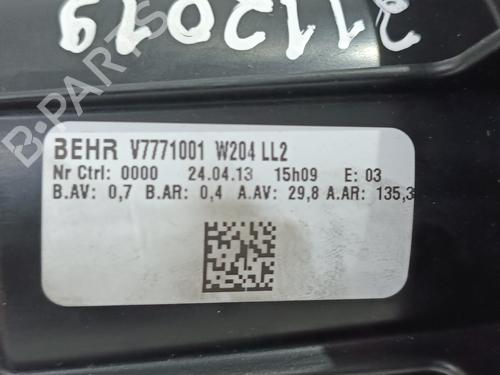 2112019
B-PARTS
BEHR V7771001 W204 LL2
Nr Ctrl: 0000 24.04.13 15h09 E: 03
B.AV: 0,7 B.AR: 0,4 A.AV: 29,8 A.AR: 135,3